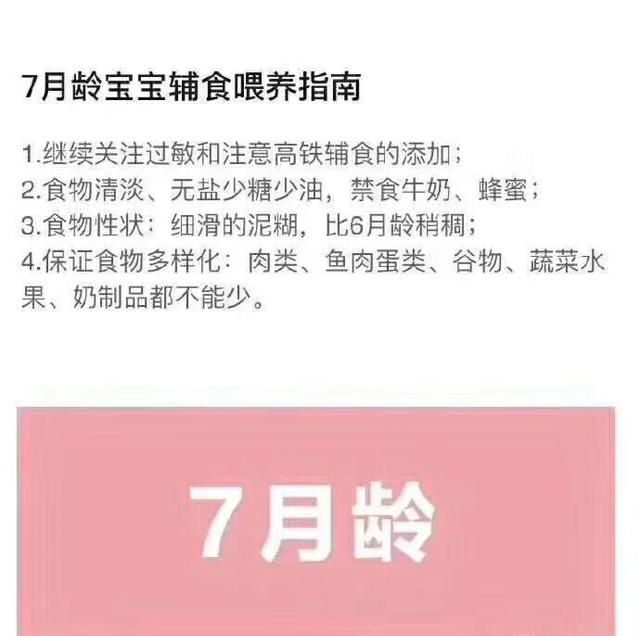 7月龄宝宝辅食喂养指南
1.继续关注过敏和注意高铁辅食的添加；
2.食物清淡、无盐少糖少油，禁食牛奶、蜂蜜；
3.食物性状：细滑的泥糊，比6月龄稍稠；
4.保证食物多样化：肉类、鱼肉蛋类、谷物、蔬菜水
果、奶制品都不能少。
7月龄